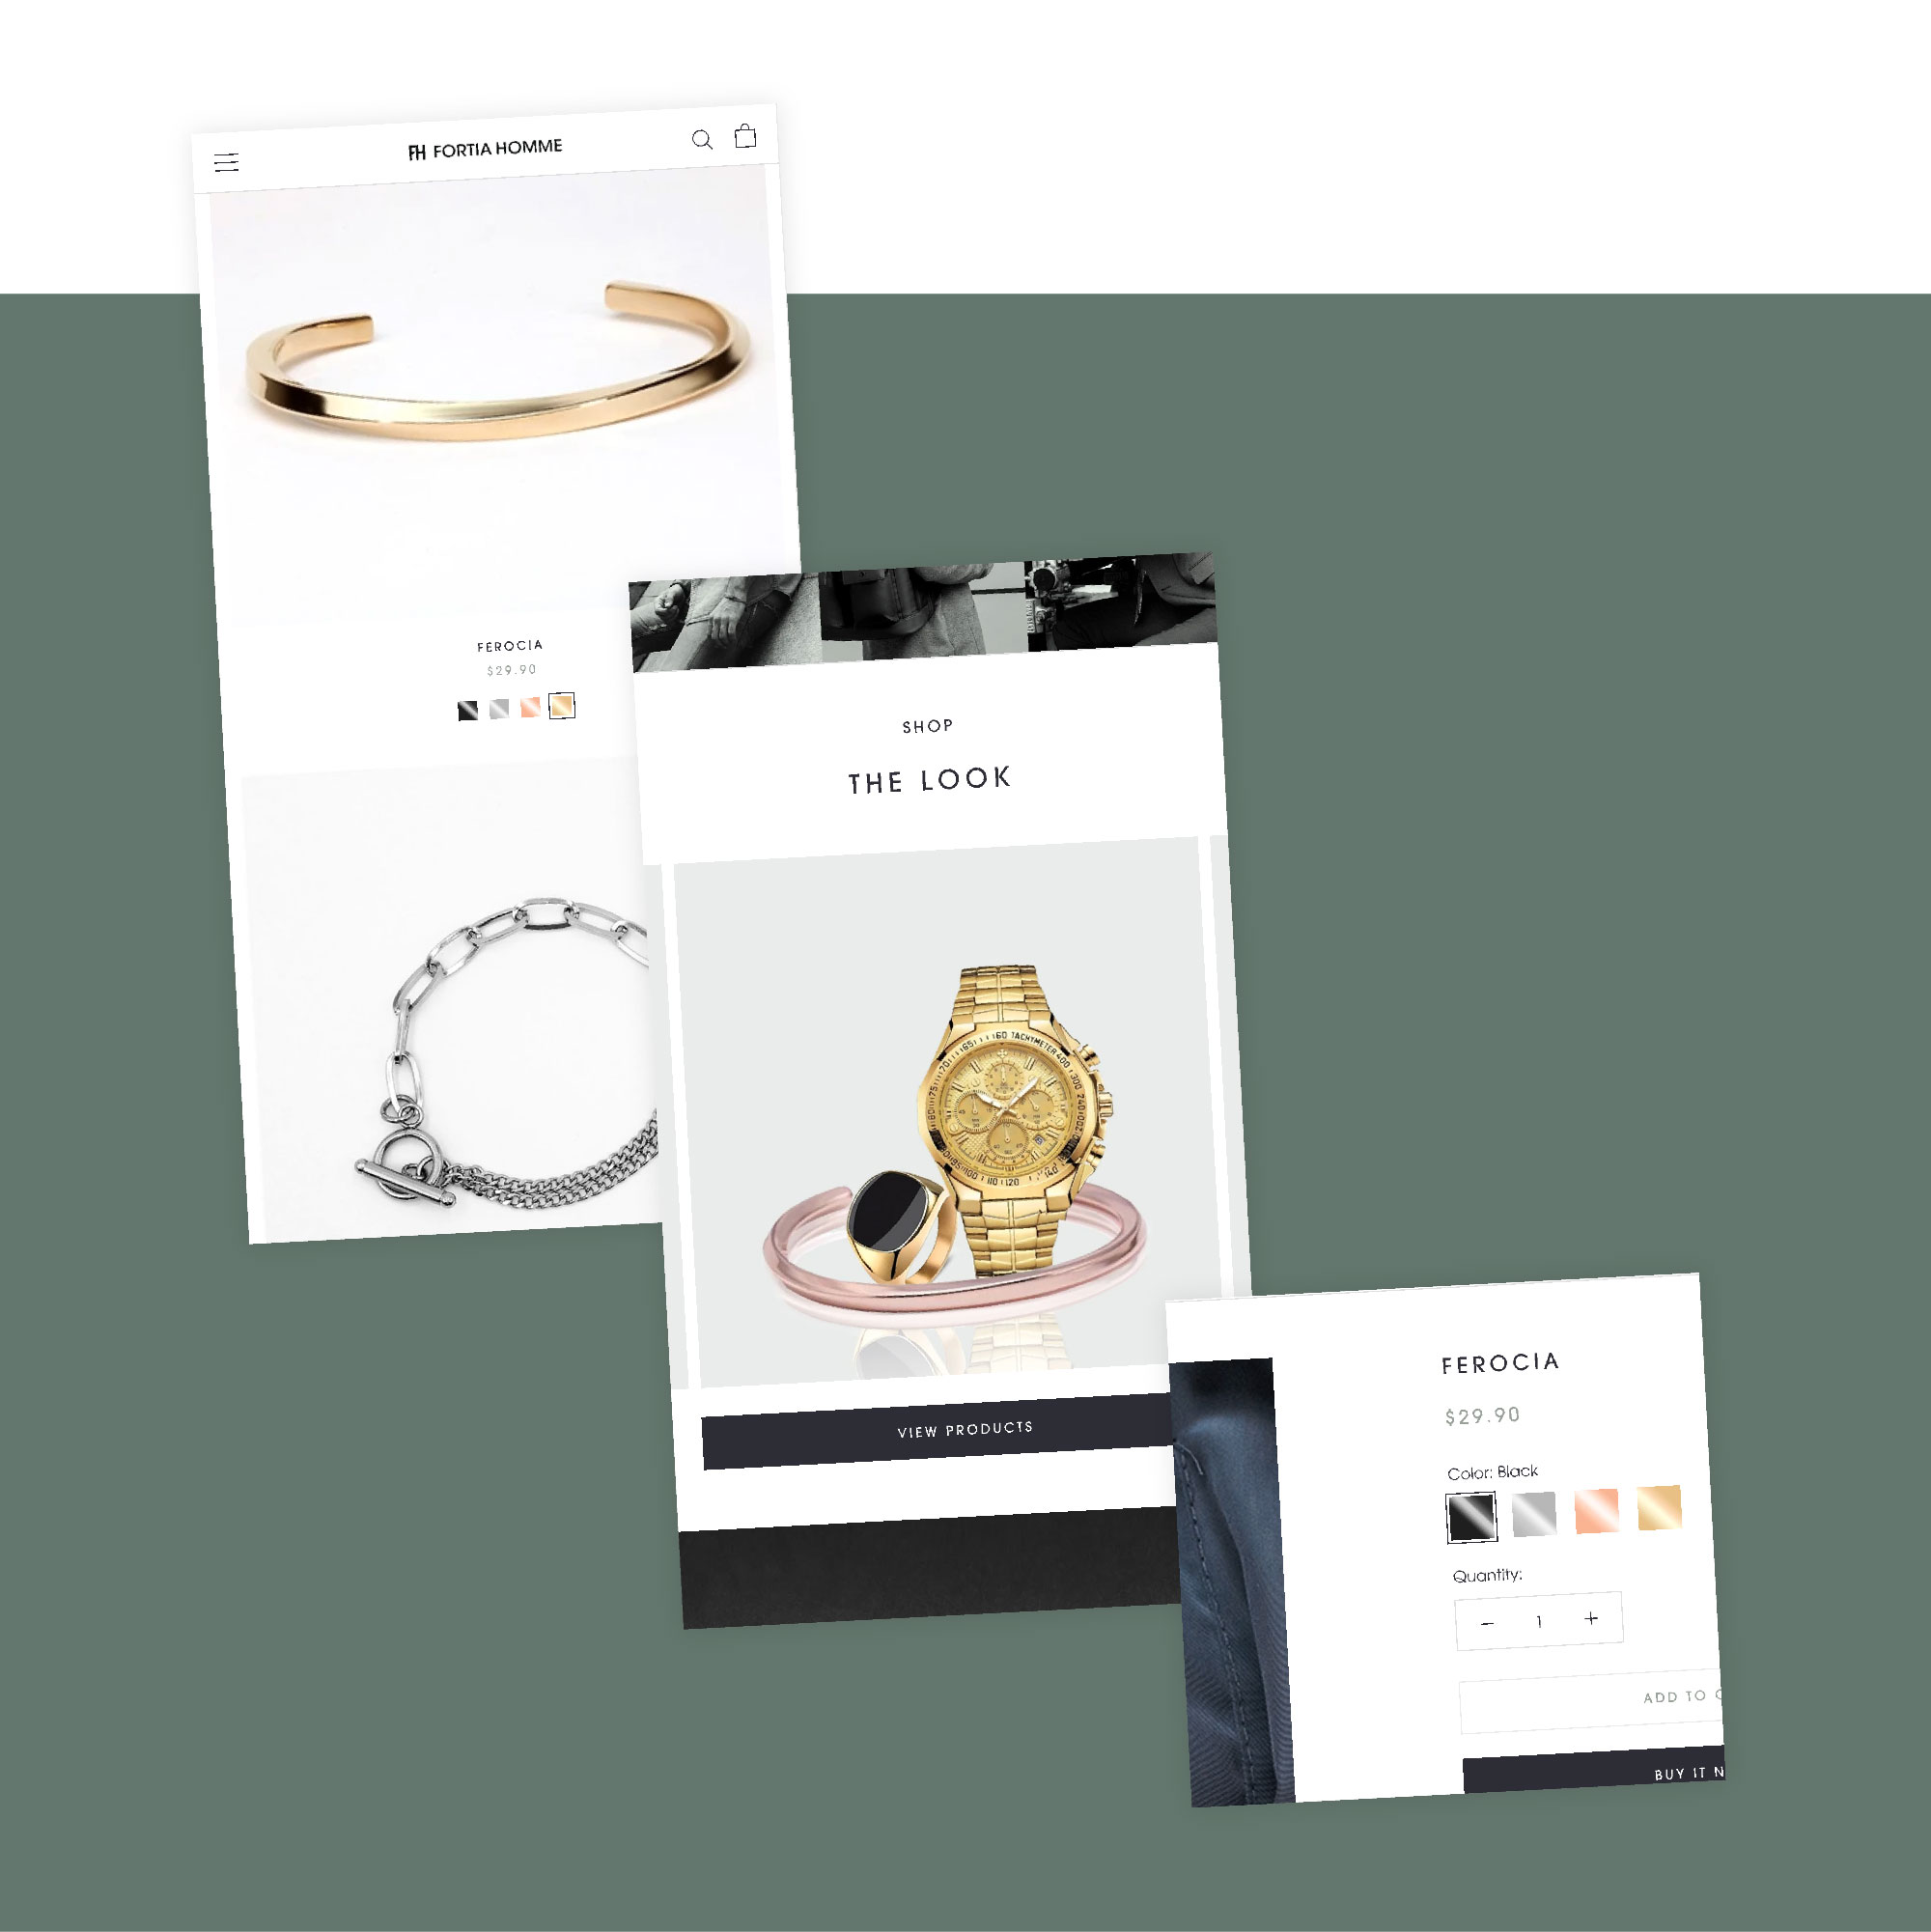 FH FORTIA HOMME
FEROCIA
$29.90
SHOP
THE LOOK
TACHYMETER
VIEW PRODUCTS
FEROCIA
$29.90
Color: Black
Quantity:
− 1 +
ADD TO C
BUY IT N